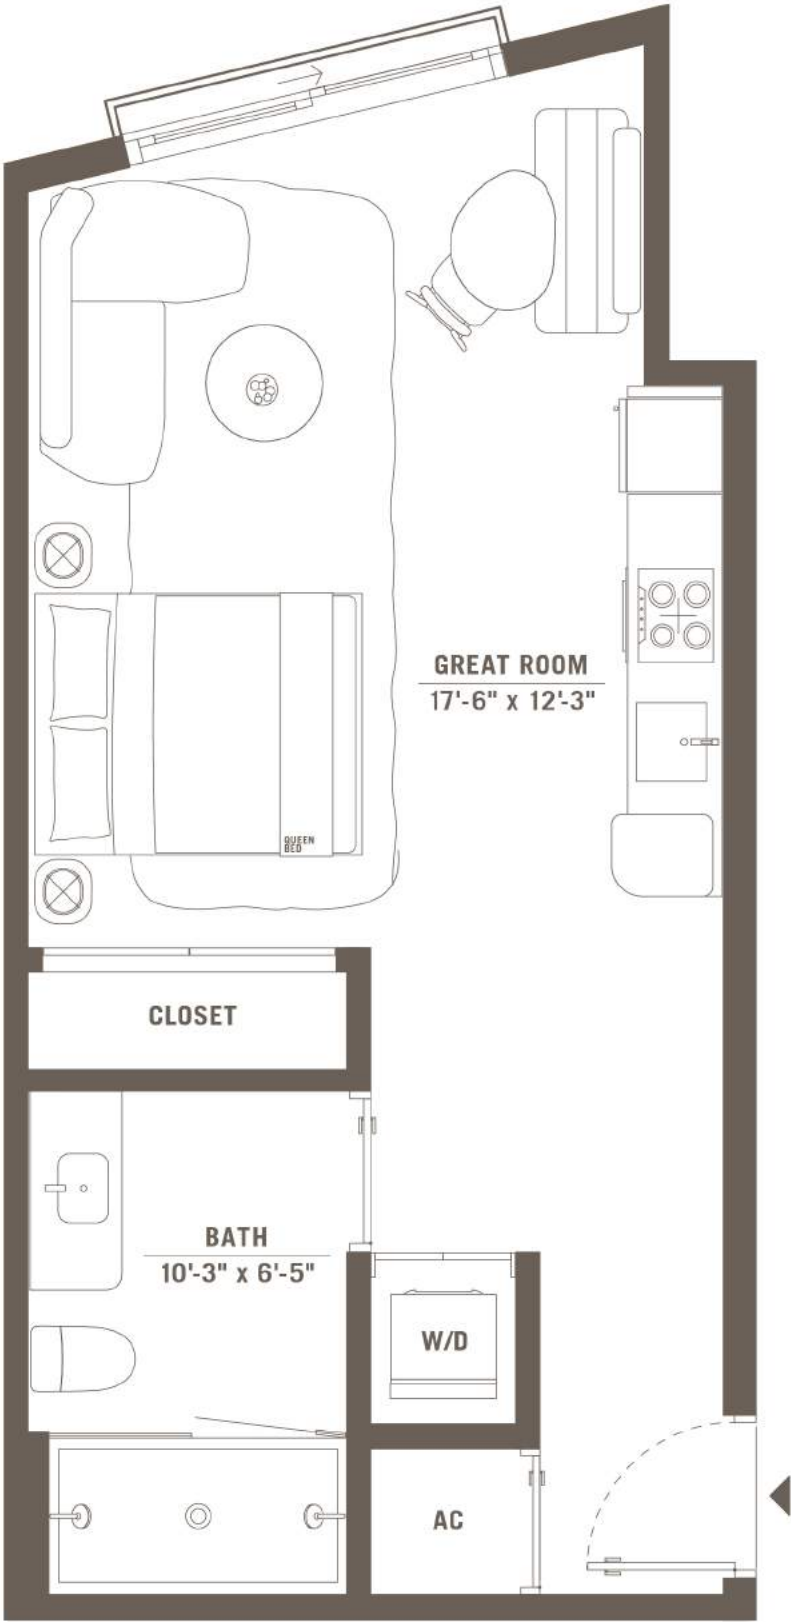 GREAT ROOM
17'-6" x 12'-3"
QUEEN
BED
CLOSET
BATH
10'-3" x 6'-5"
W/D
AC